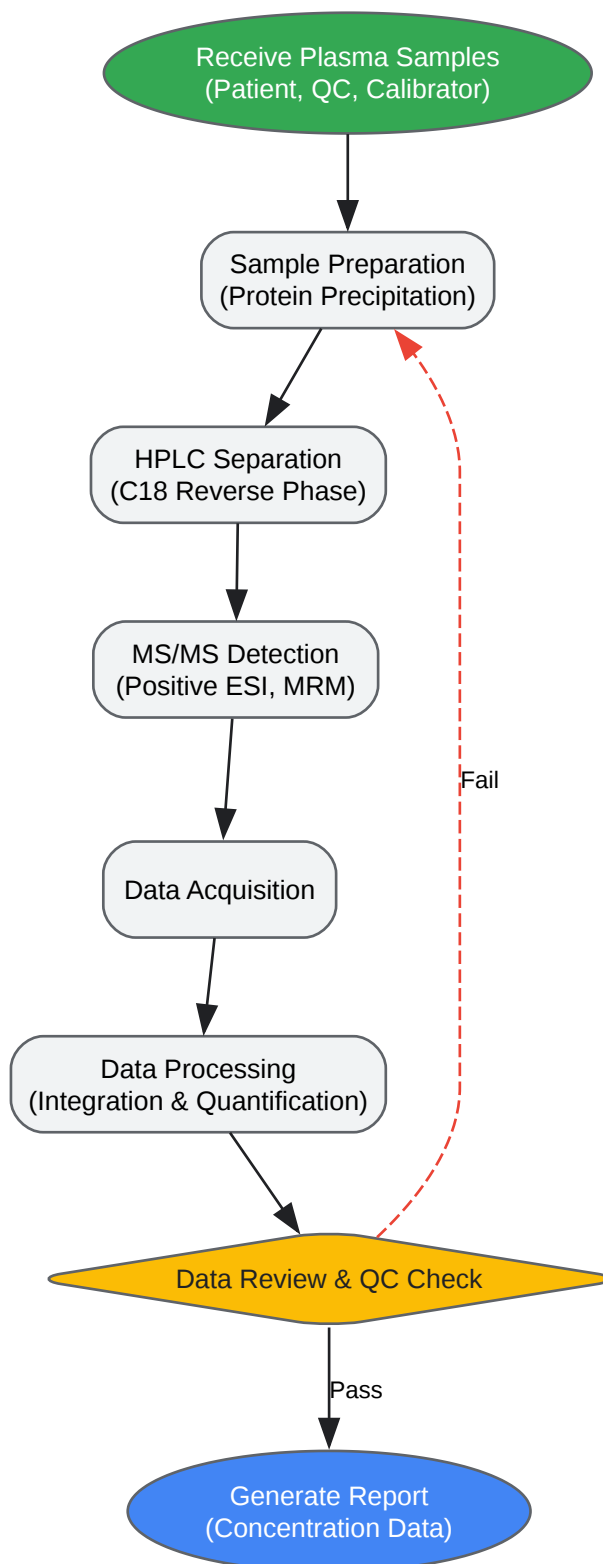 Receive Plasma Samples
(Patient, QC, Calibrator)
Sample Preparation
(Protein Precipitation)
HPLC Separation
(C18 Reverse Phase)
MS/MS Detection
(Positive ESI, MRM)
Fail
Data Acquisition
Data Processing
(Integration & Quantification)
Data Review & QC Check
Pass
Generate Report
(Concentration Data)